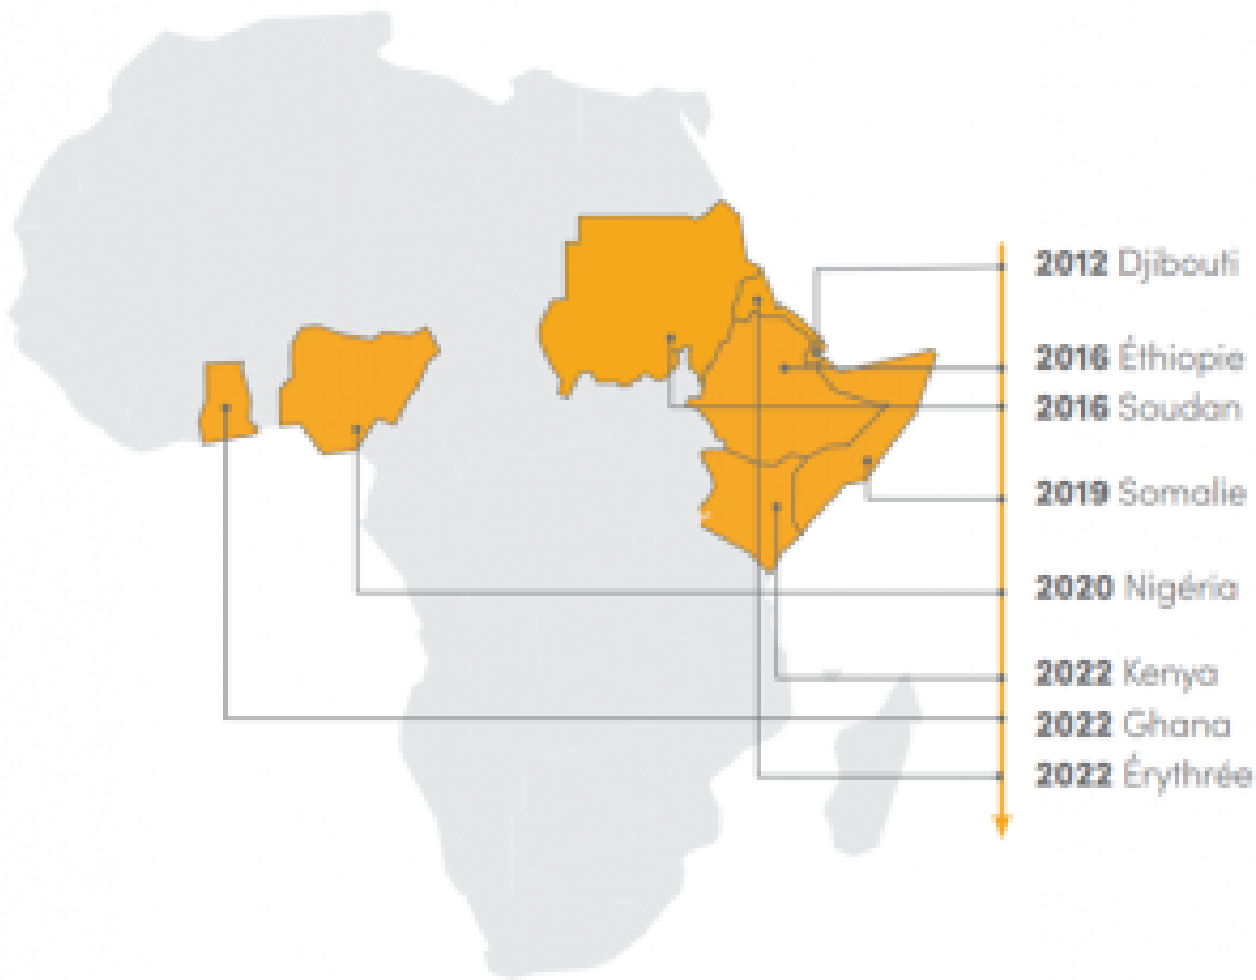 2012 Djibouti
2016 Éthiopie
2016 Soudan
2019 Somalie
2020 Nigéria
2022 Kenya
2022 Ghana
2022 Érythrée